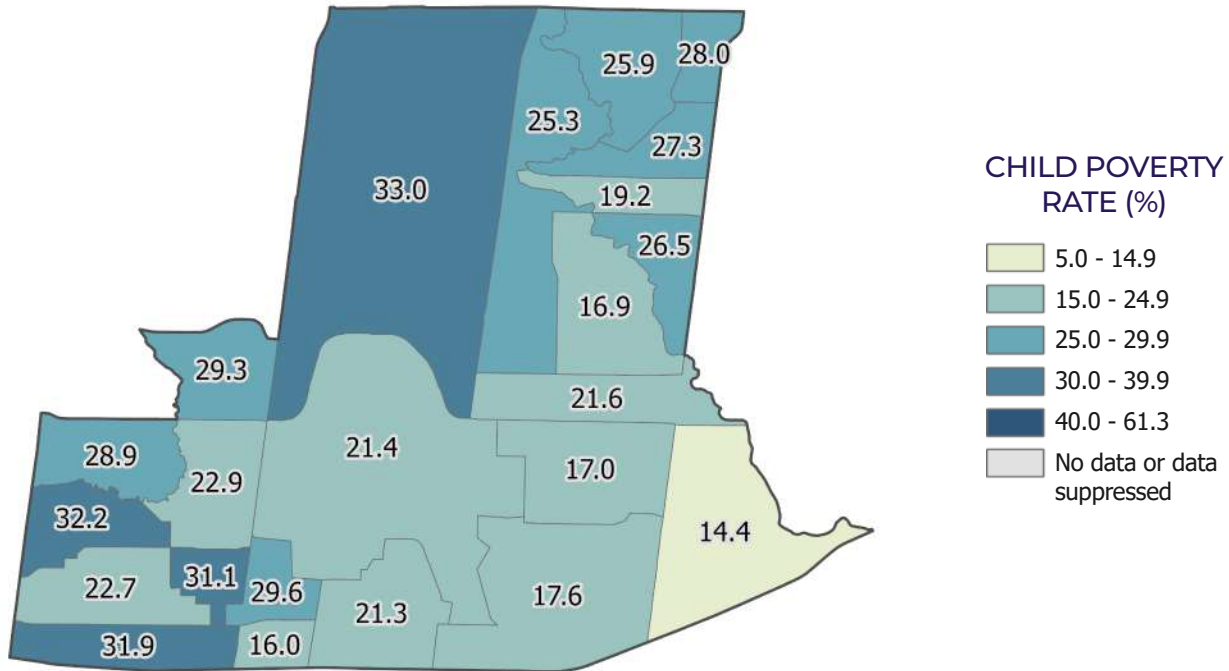 25.9
28.0
25.3
27.3
33.0
19.2
26.5
16.9
29.3
21.6
21.4
28.9
17.0
22.9
32.2
14.4
31.1
22.7
29.6
17.6
21.3
31.9
16.0
CHILD POVERTY
RATE (%)
5.0 - 14.9
15.0 - 24.9
25.0 - 29.9
30.0 - 39.9
40.0 - 61.3
No data or data
suppressed